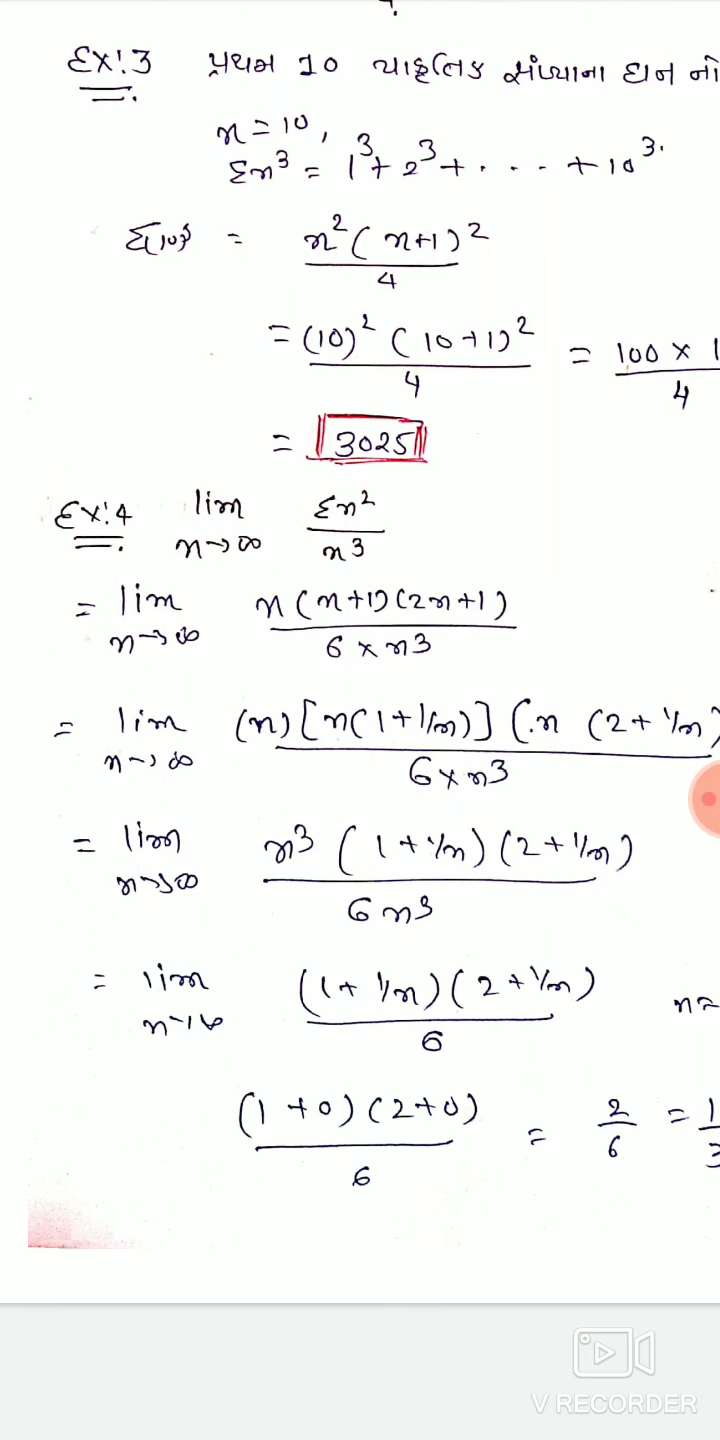 Ex:3 પ્રથમ 10 પ્રાકૃતિક સંખ્યાના ઘન નો
n = 10,
Σn³ = 1³ + 2³ + . . . . + 10³.
= n²(n+1)² / 4
= (10)² (10+1)² / 4 = 100 × 1 / 4
= 3025
Ex:4 lim n→∞ Σn² / n³
= lim n→∞ n(n+1)(2n+1) / 6 × n³
= lim n→∞ (n)[n(1+1/n)] (n (2+1/n) / 6 × n³
= lim n→∞ n³ (1+1/n)(2+1/n) / 6n³
= lim n→∞ (1+1/n)(2+1/n) / 6
(1+0)(2+0) / 6 = 2/6 = 1/3
V RECORDER